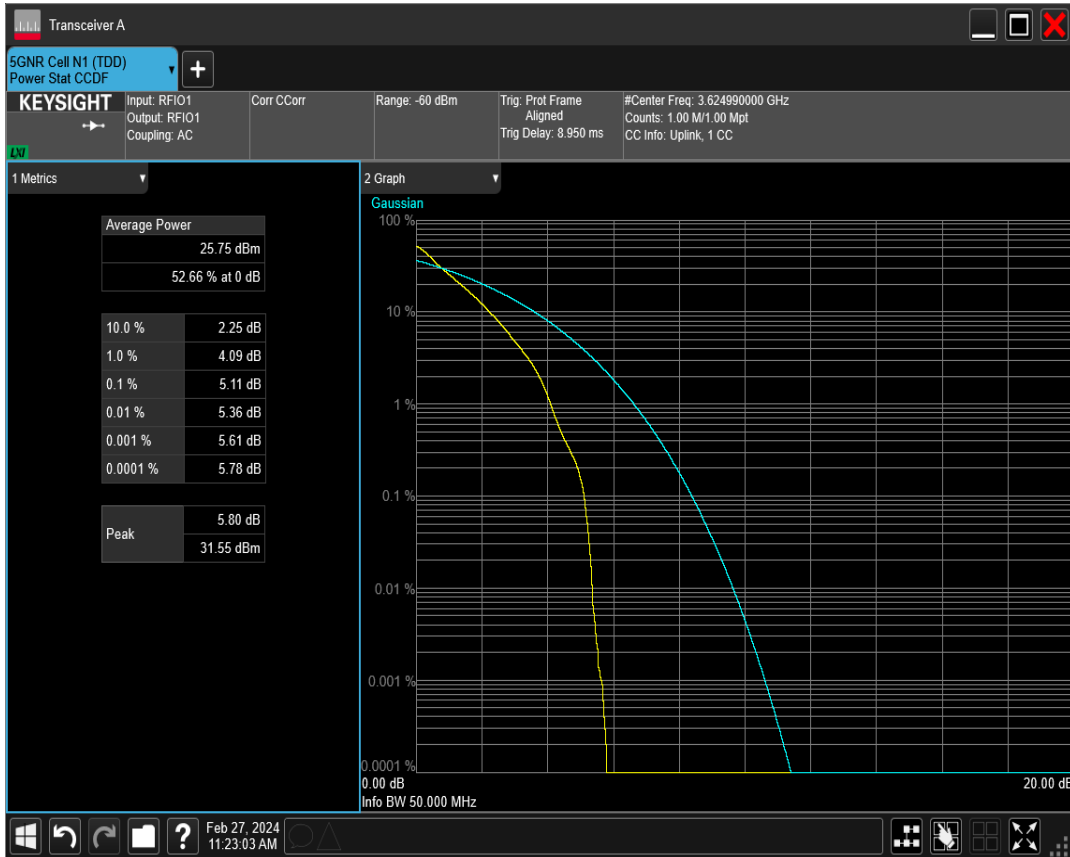 Transceiver A
5GNR Cell N1 (TDD)
Power Stat CCDF
+
KEYSIGHT
LXI
Input: RFIO1
Output: RFIO1
Coupling: AC
Corr CCorr
Range: -60 dBm
Trig: Prot Frame
Aligned
Trig Delay: 8.950 ms
#Center Freq: 3.624990000 GHz
Counts: 1.00 M/1.00 Mpt
CC Info: Uplink, 1 CC
1 Metrics
Average Power
25.75 dBm
52.66 % at 0 dB
10.0 % 2.25 dB
1.0 % 4.09 dB
0.1 % 5.11 dB
0.01 % 5.36 dB
0.001 % 5.61 dB
0.0001 % 5.78 dB
Peak
5.80 dB
31.55 dBm
2 Graph
Gaussian
100 %
10 %
1 %
0.1 %
0.01 %
0.001 %
0.0001 %
0.00 dB 20.00 dB
Info BW 50.000 MHz
?
Feb 27, 2024
11:23:03 AM